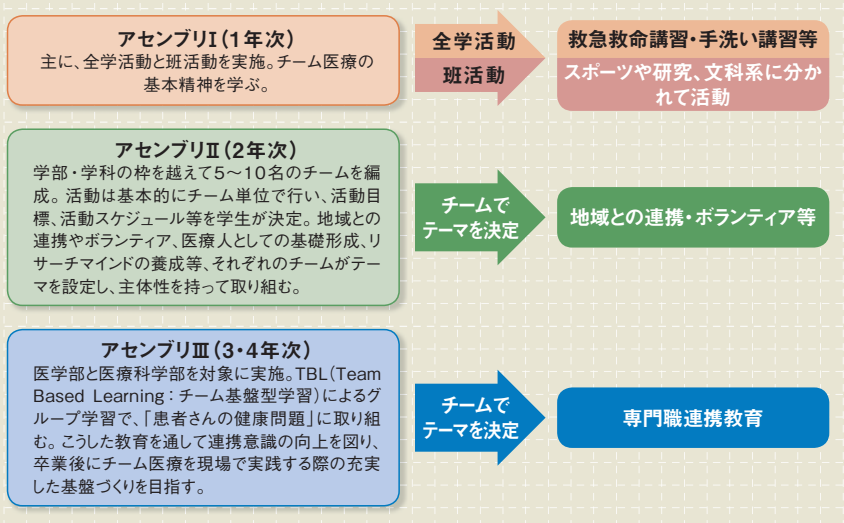 アセンブリⅠ(1年次)
主に、全学活動と班活動を実施。チーム医療の
基本精神を学ぶ。
全学活動
班活動
救急救命講習・手洗い講習等
スポーツや研究、文科系に分か
れて活動
アセンブリⅡ(2年次)
学部・学科の枠を越えて5〜10名のチームを編
成。活動は基本的にチーム単位で行い、活動目
標、活動スケジュール等を学生が決定。地域との
連携やボランティア、医療人としての基礎形成、リ
サーチマインドの養成等、それぞれのチームがテー
マを設定し、主体性を持って取り組む。
チームで
テーマを決定
地域との連携・ボランティア等
アセンブリⅢ(3・4年次)
医学部と医療科学部を対象に実施。TBL(Team
Based Learning:チーム基盤型学習)によるグ
ループ学習で、「患者さんの健康問題」に取り組
む。こうした教育を通して連携意識の向上を図り、
卒業後にチーム医療を現場で実践する際の充実
した基盤づくりを目指す。
チームで
テーマを決定
専門職連携教育